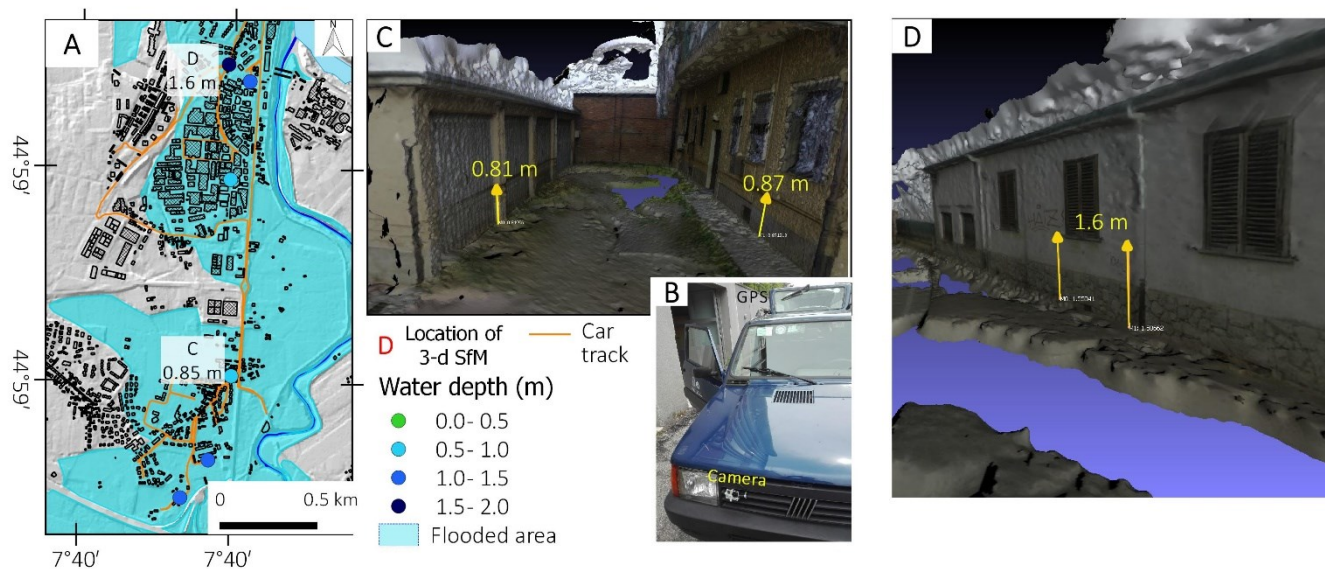 A
N
D
1.6 m
44°59′
C
0.85 m
44°59′
0 0.5 km
7°40′ 7°40′
C
0.81 m
0.87 m
D Location of
3-d SfM
Car
track
Water depth (m)
0.0- 0.5
0.5- 1.0
1.0- 1.5
1.5- 2.0
Flooded area
B
GPS
Camera
D
1.6 m